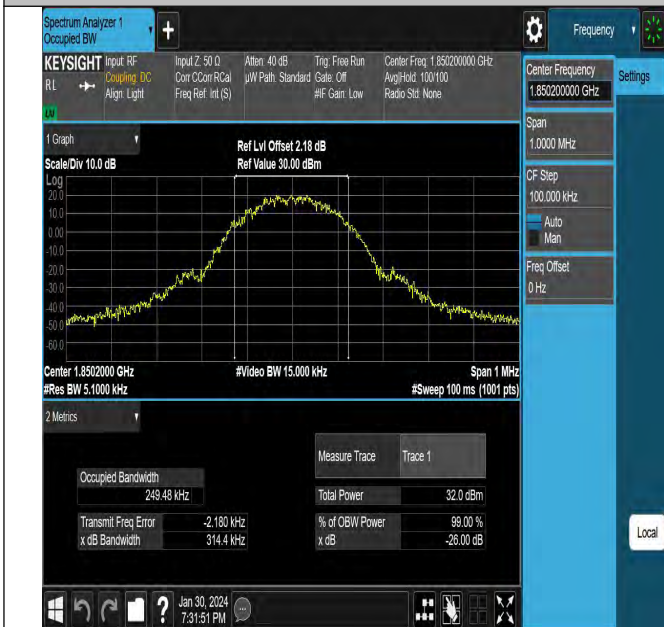 Spectrum Analyzer 1
Occupied BW
+
Frequency
KEYSIGHT
RL
Input: RF
Coupling: DC
Align: Light
Input Z: 50 Ω
Corr CCorr RCal
Freq Ref: Int (S)
Atten: 40 dB
µW Path: Standard
Trig: Free Run
Gate: Off
#IF Gain: Low
Center Freq: 1.850200000 GHz
Avg|Hold: 100/100
Radio Std: None
Center Frequency
1.850200000 GHz
Settings
Span
1.0000 MHz
CF Step
100.000 kHz
Auto
Man
Freq Offset
0 Hz
1 Graph
Scale/Div 10.0 dB
Ref Lvl Offset 2.18 dB
Ref Value 30.00 dBm
Log
20.0
10.0
0.00
-10.0
-20.0
-30.0
-40.0
-50.0
-60.0
Center 1.8502000 GHz
#Video BW 15.000 kHz
Span 1 MHz
#Res BW 5.1000 kHz
#Sweep 100 ms (1001 pts)
2 Metrics
Measure Trace
Trace 1
Occupied Bandwidth
249.48 kHz
Total Power
32.0 dBm
Transmit Freq Error
-2.180 kHz
% of OBW Power
99.00 %
x dB Bandwidth
314.4 kHz
x dB
-26.00 dB
Local
?
Jan 30, 2024
7:31:51 PM